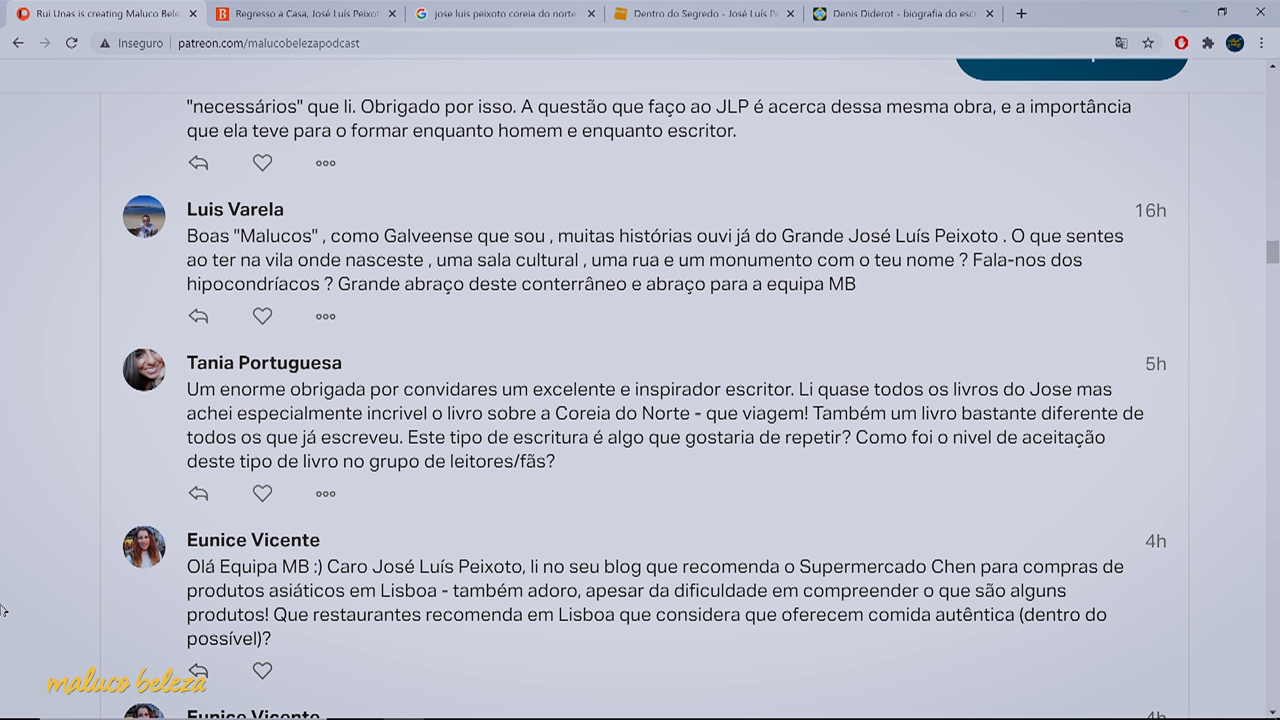 Rui Unas is creating Maluco Bele
Regresso a Casa, José Luís Peixot
jose luis peixoto coreia do norte
Dentro do Segredo - José Luís P
Denis Diderot - biografia do esc
Inseguro
patreon.com/malucobelezapodcast
"necessários" que li. Obrigado por isso. A questão que faço ao JLP é acerca dessa mesma obra, e a importância
que ela teve para o formar enquanto homem e enquanto escritor.
Luis Varela
16h
Boas "Malucos" , como Galveense que sou , muitas histórias ouvi já do Grande José Luís Peixoto . O que sentes
ao ter na vila onde nasceste , uma sala cultural , uma rua e um monumento com o teu nome ? Fala-nos dos
hipocondríacos ? Grande abraço deste conterrâneo e abraço para a equipa MB
Tania Portuguesa
5h
Um enorme obrigada por convidares um excelente e inspirador escritor. Li quase todos os livros do Jose mas
achei especialmente incrivel o livro sobre a Coreia do Norte - que viagem! Também um livro bastante diferente de
todos os que já escreveu. Este tipo de escritura é algo que gostaria de repetir? Como foi o nivel de aceitação
deste tipo de livro no grupo de leitores/fãs?
Eunice Vicente
4h
Olá Equipa MB :) Caro José Luís Peixoto, li no seu blog que recomenda o Supermercado Chen para compras de
produtos asiáticos em Lisboa - também adoro, apesar da dificuldade em compreender o que são alguns
produtos! Que restaurantes recomenda em Lisboa que considera que oferecem comida autêntica (dentro do
possível)?
maluco beleza
Eunice Vicente
4h